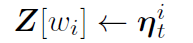 Z[w_i] ← η_t^i